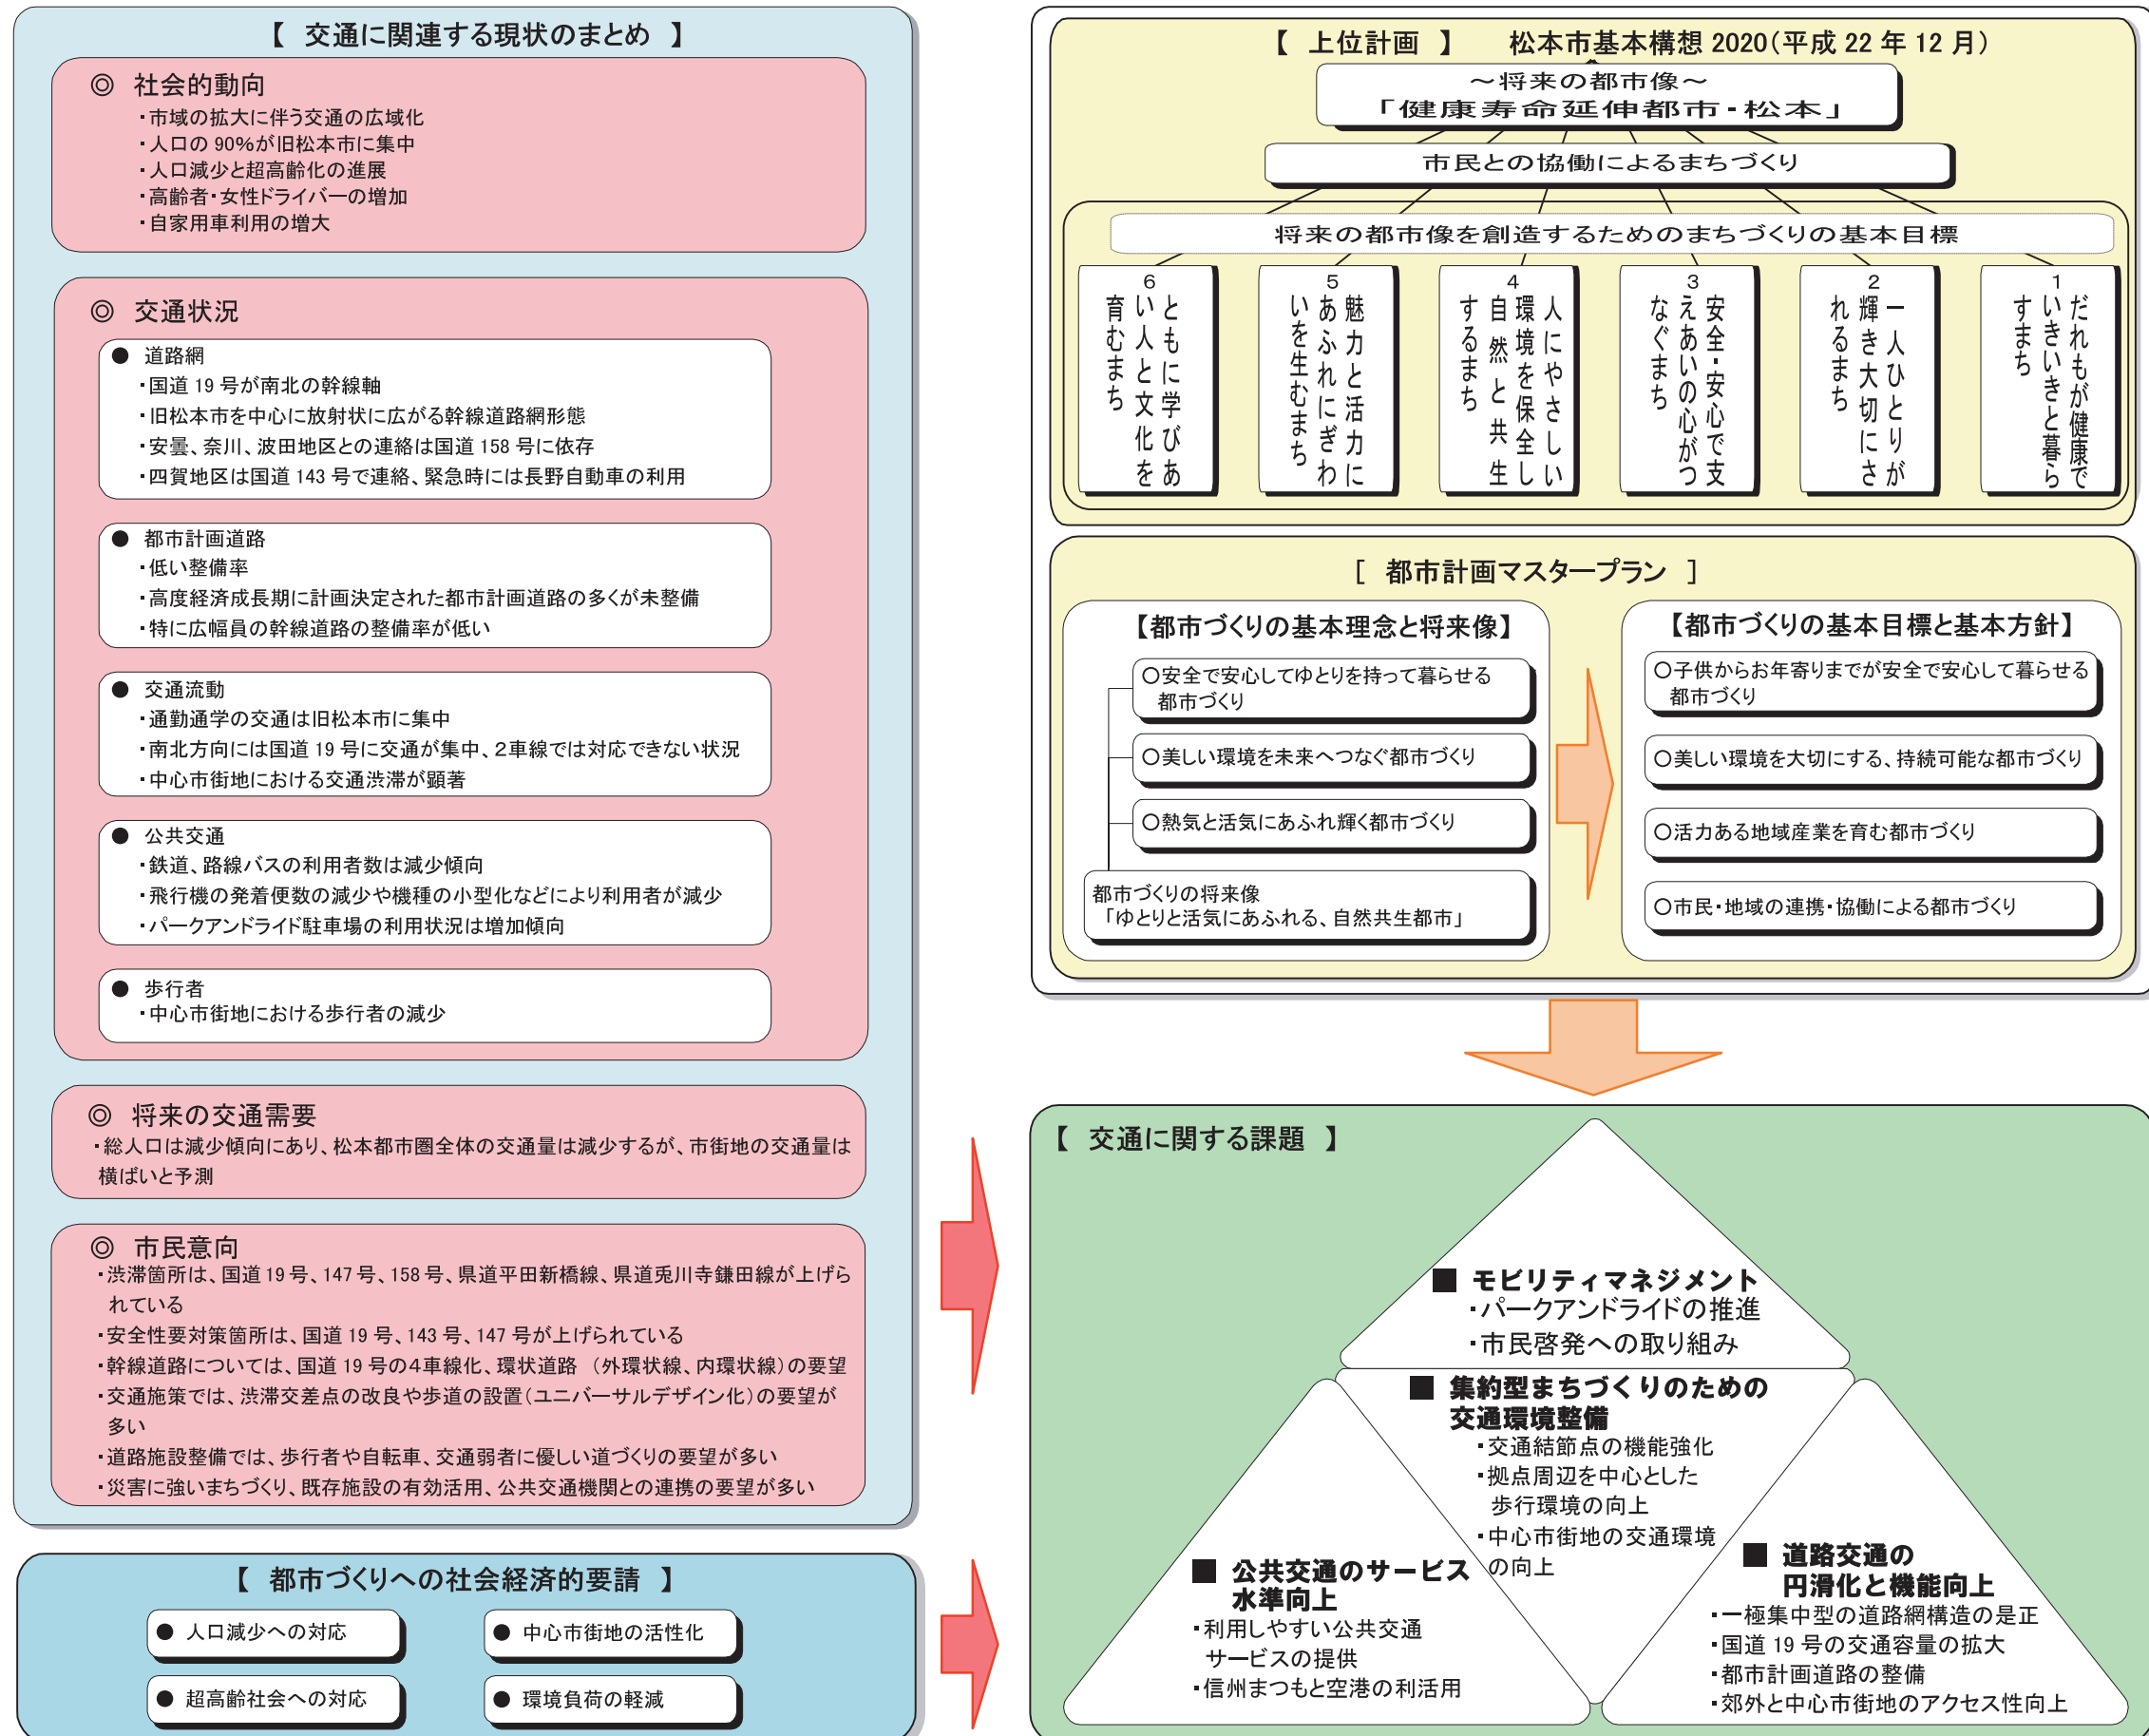 【 交通に関連する現状のまとめ 】
◎ 社会的動向
・市域の拡大に伴う交通の広域化
・人口の 90%が旧松本市に集中
・人口減少と超高齢化の進展
・高齢者・女性ドライバーの増加
・自家用車利用の増大
◎ 交通状況
● 道路網
・国道 19 号が南北の幹線軸
・旧松本市を中心に放射状に広がる幹線道路網形態
・安曇、奈川、波田地区との連絡は国道 158 号に依存
・四賀地区は国道 143 号で連絡、緊急時には長野自動車の利用
● 都市計画道路
・低い整備率
・高度経済成長期に計画決定された都市計画道路の多くが未整備
・特に広幅員の幹線道路の整備率が低い
● 交通流動
・通勤通学の交通は旧松本市に集中
・南北方向には国道 19 号に交通が集中、2車線では対応できない状況
・中心市街地における交通渋滞が顕著
● 公共交通
・鉄道、路線バスの利用者数は減少傾向
・飛行機の発着便数の減少や機種の小型化などにより利用者が減少
・パークアンドライド駐車場の利用状況は増加傾向
● 歩行者
・中心市街地における歩行者の減少
◎ 将来の交通需要
・総人口は減少傾向にあり、松本都市圏全体の交通量は減少するが、市街地の交通量は
横ばいと予測
◎ 市民意向
・渋滞箇所は、国道 19 号、147 号、158 号、県道平田新橋線、県道兎川寺鎌田線が上げら
れている
・安全性要対策箇所は、国道 19 号、143 号、147 号が上げられている
・幹線道路については、国道 19 号の4車線化、環状道路 (外環状線、内環状線)の要望
・交通施策では、渋滞交差点の改良や歩道の設置(ユニバーサルデザイン化)の要望が
多い
・道路施設整備では、歩行者や自転車、交通弱者に優しい道づくりの要望が多い
・災害に強いまちづくり、既存施設の有効活用、公共交通機関との連携の要望が多い
【 都市づくりへの社会経済的要請 】
● 人口減少への対応
● 中心市街地の活性化
● 超高齢社会への対応
● 環境負荷の軽減
【 上位計画 】 松本市基本構想 2020(平成 22 年 12 月)
～将来の都市像～
「健康寿命延伸都市・松本」
市民との協働によるまちづくり
将来の都市像を創造するためのまちづくりの基本目標
1
だれもが健康で
いきいきと暮ら
すまち
2
一人ひとりが
輝き大切にさ
れるまち
3
安全・安心で支
えあいの心がつ
なぐまち
4
人にやさしい
環境を保全し
自然と共生
するまち
5
魅力と活力に
あふれにぎわ
いを生むまち
6
ともに学びあ
い人と文化を
育むまち
[ 都市計画マスタープラン ]
【都市づくりの基本理念と将来像】
○安全で安心してゆとりを持って暮らせる
都市づくり
○美しい環境を未来へつなぐ都市づくり
○熱気と活気にあふれ輝く都市づくり
都市づくりの将来像
「ゆとりと活気にあふれる、自然共生都市」
【都市づくりの基本目標と基本方針】
○子供からお年寄りまでが安全で安心して暮らせる
都市づくり
○美しい環境を大切にする、持続可能な都市づくり
○活力ある地域産業を育む都市づくり
○市民・地域の連携・協働による都市づくり
【 交通に関する課題 】
■ モビリティマネジメント
・パークアンドライドの推進
・市民啓発への取り組み
■ 集約型まちづくりのための
交通環境整備
・交通結節点の機能強化
・拠点周辺を中心とした
歩行環境の向上
・中心市街地の交通環境
の向上
■ 公共交通のサービス
水準向上
・利用しやすい公共交通
サービスの提供
・信州まつもと空港の利活用
■ 道路交通の
円滑化と機能向上
・一極集中型の道路網構造の是正
・国道 19 号の交通容量の拡大
・都市計画道路の整備
・郊外と中心市街地のアクセス性向上